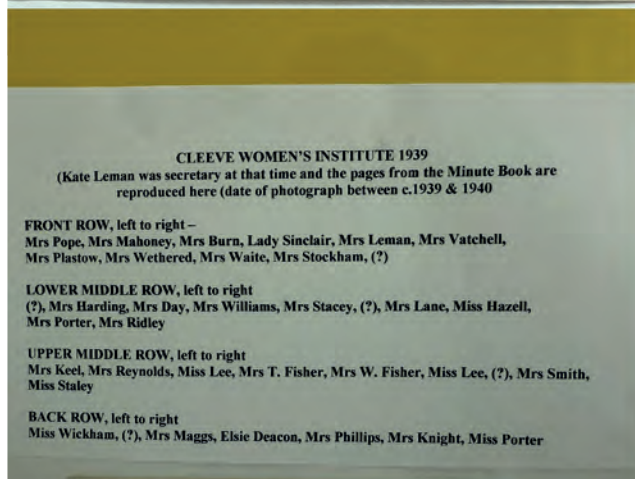 CLEEVE WOMEN'S INSTITUTE 1939
(Kate Leman was secretary at that time and the pages from the Minute Book are
reproduced here (date of photograph between c.1939 & 1940
FRONT ROW, left to right –
Mrs Pope, Mrs Mahoney, Mrs Burn, Lady Sinclair, Mrs Leman, Mrs Vatchell,
Mrs Plastow, Mrs Wethered, Mrs Waite, Mrs Stockham, (?)
LOWER MIDDLE ROW, left to right
(?), Mrs Harding, Mrs Day, Mrs Williams, Mrs Stacey, (?), Mrs Lane, Miss Hazell,
Mrs Porter, Mrs Ridley
UPPER MIDDLE ROW, left to right
Mrs Keel, Mrs Reynolds, Miss Lee, Mrs T. Fisher, Mrs W. Fisher, Miss Lee, (?), Mrs Smith,
Miss Staley
BACK ROW, left to right
Miss Wickham, (?), Mrs Maggs, Elsie Deacon, Mrs Phillips, Mrs Knight, Miss Porter